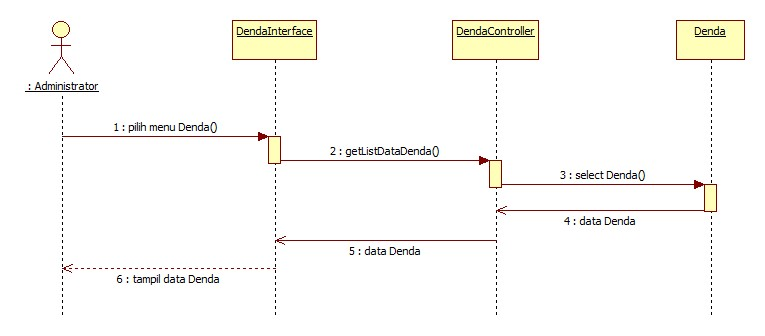 DendaInterface
DendaController
Denda
: Administrator
1 : pilih menu Denda()
2 : getListDataDenda()
3 : select Denda()
4 : data Denda
5 : data Denda
6 : tampil data Denda